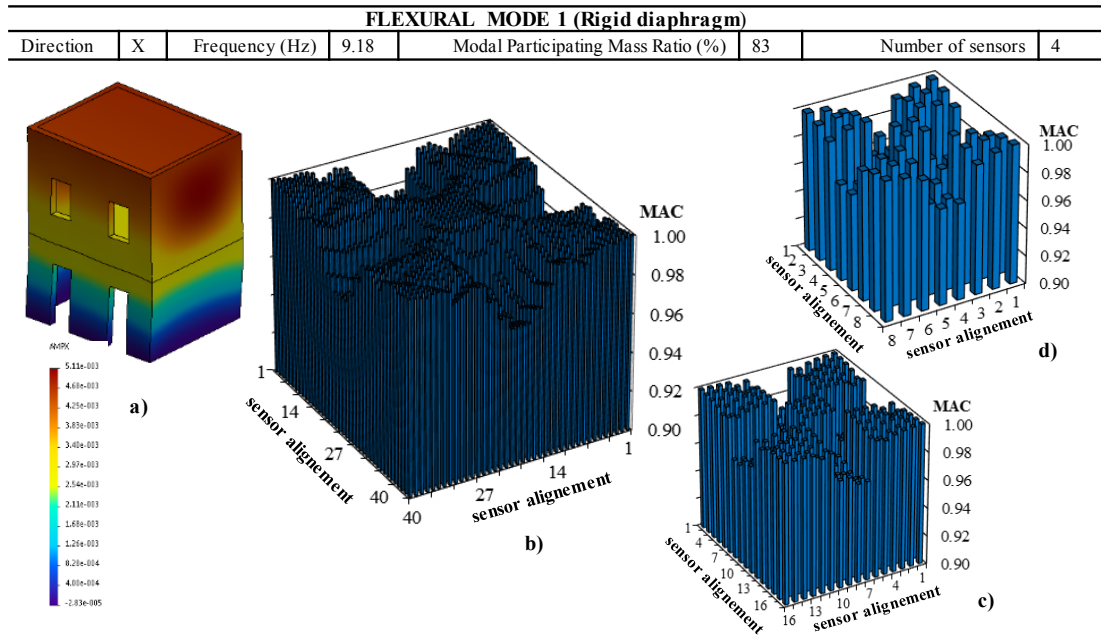 FLEXURAL MODE 1 (Rigid diaphragm)
Direction X Frequency (Hz) 9.18 Modal Participating Mass Ratio (%) 83 Number of sensors 4
AMPX
5.11e-003
4.68e-003
4.25e-003
3.83e-003
3.40e-003
2.97e-003
2.54e-003
2.11e-003
1.69e-003
1.26e-003
8.28e-004
4.00e-004
-2.83e-005
a)
MAC
1.00
0.98
0.96
0.94
0.92
0.90
1
14
27
40
sensor alignement
40
27
14
1
sensor alignement
b)
MAC
1.00
0.98
0.96
0.94
0.92
0.90
1
2
3
4
5
6
7
8
sensor alignement
8
7
6
5
4
3
2
1
sensor alignement
d)
MAC
1.00
0.98
0.96
0.94
0.92
0.90
1
4
7
10
13
16
sensor alignement
16
13
10
7
4
1
sensor alignement
c)